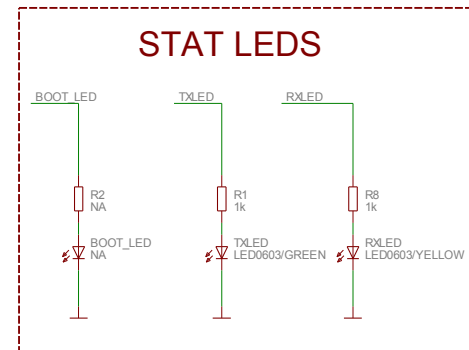 STAT LEDS
BOOT_LED
TXLED
RXLED
R2
NA
R1
1k
R8
1k
BOOT_LED
NA
TXLED
LED0603/GREEN
RXLED
LED0603/YELLOW